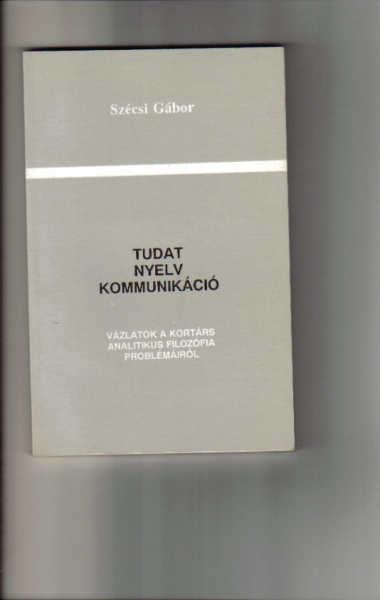 Szécsi Gábor
TUDAT
NYELV
KOMMUNIKÁCIÓ
VÁZLATOK A KORTÁRS
ANALITIKUS FILOZÓFIA
PROBLÉMÁIRÓL